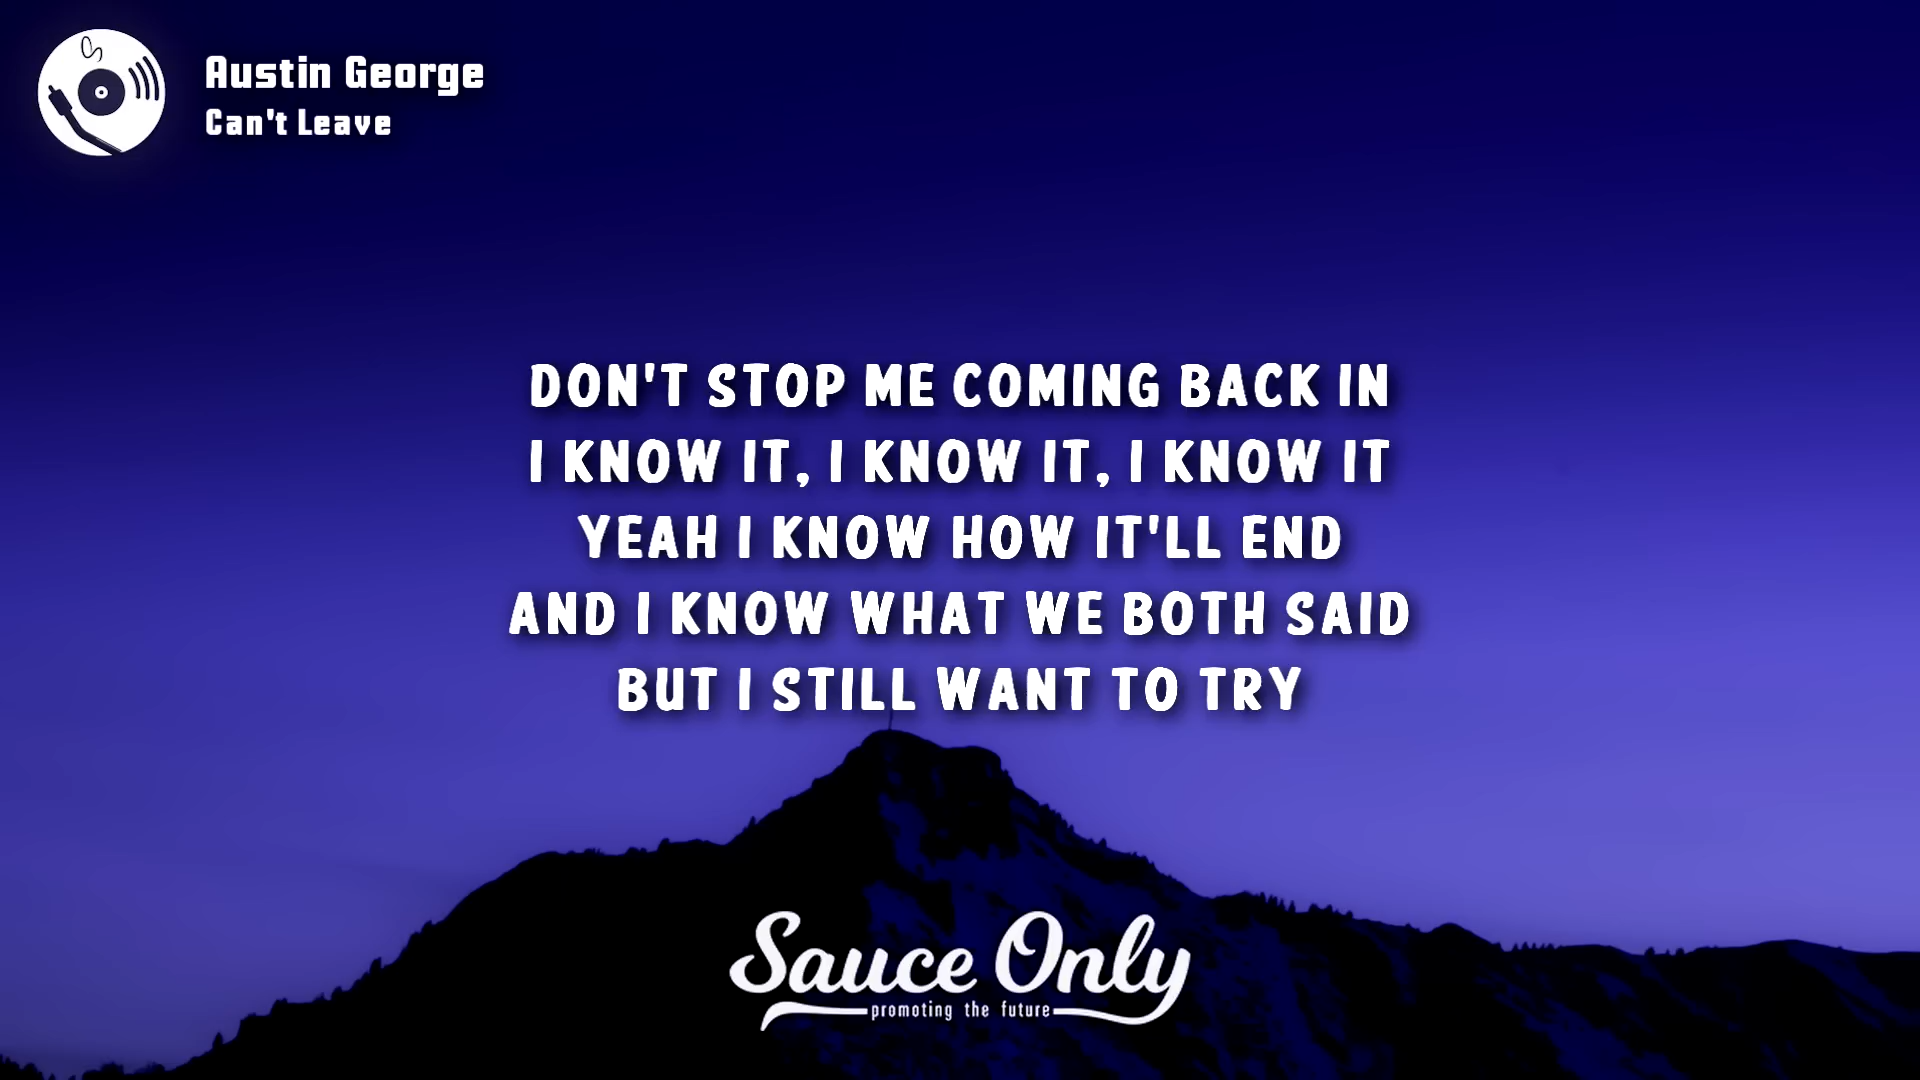 Austin George
Can't Leave
DON'T STOP ME COMING BACK IN
I KNOW IT, I KNOW IT, I KNOW IT
YEAH I KNOW HOW IT'LL END
AND I KNOW WHAT WE BOTH SAID
BUT I STILL WANT TO TRY
Sauce Only
promoting the future